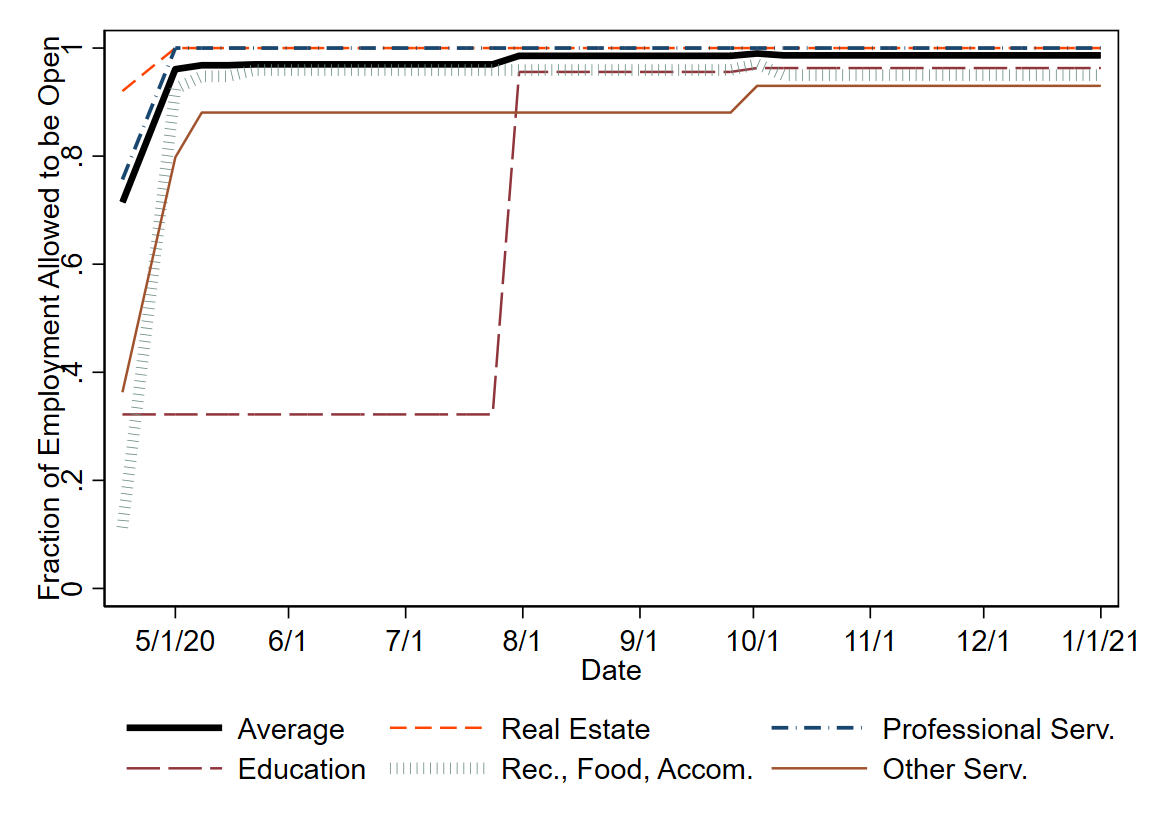 Fraction of Employment Allowed to be Open
1
.8
.6
.4
.2
0
5/1/20 6/1 7/1 8/1 9/1 10/1 11/1 12/1 1/1/21
Date
Average Real Estate Professional Serv.
Education Rec., Food, Accom. Other Serv.